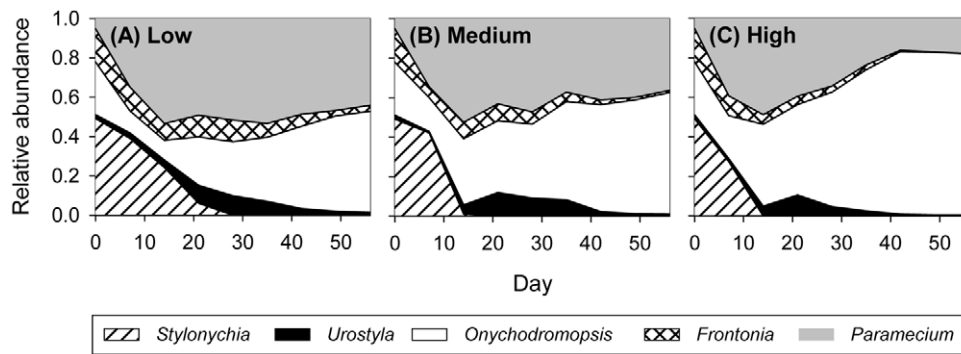 (A) Low (B) Medium (C) High
Relative abundance
1.0
0.8
0.6
0.4
0.2
0.0
0 10 20 30 40 50 0 10 20 30 40 50 0 10 20 30 40 50
Day
Stylonychia Urostyla Onychodromopsis Frontonia Paramecium